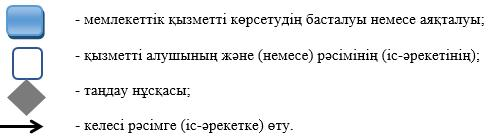 - мемлекеттік қызметті көрсетудің басталуы немесе аяқталуы;
- қызметті алушының және (немесе) рәсімінің (іс-әрекетінің);
- таңдау нұсқасы;
- келесі рәсімге (іс-әрекетке) өту.